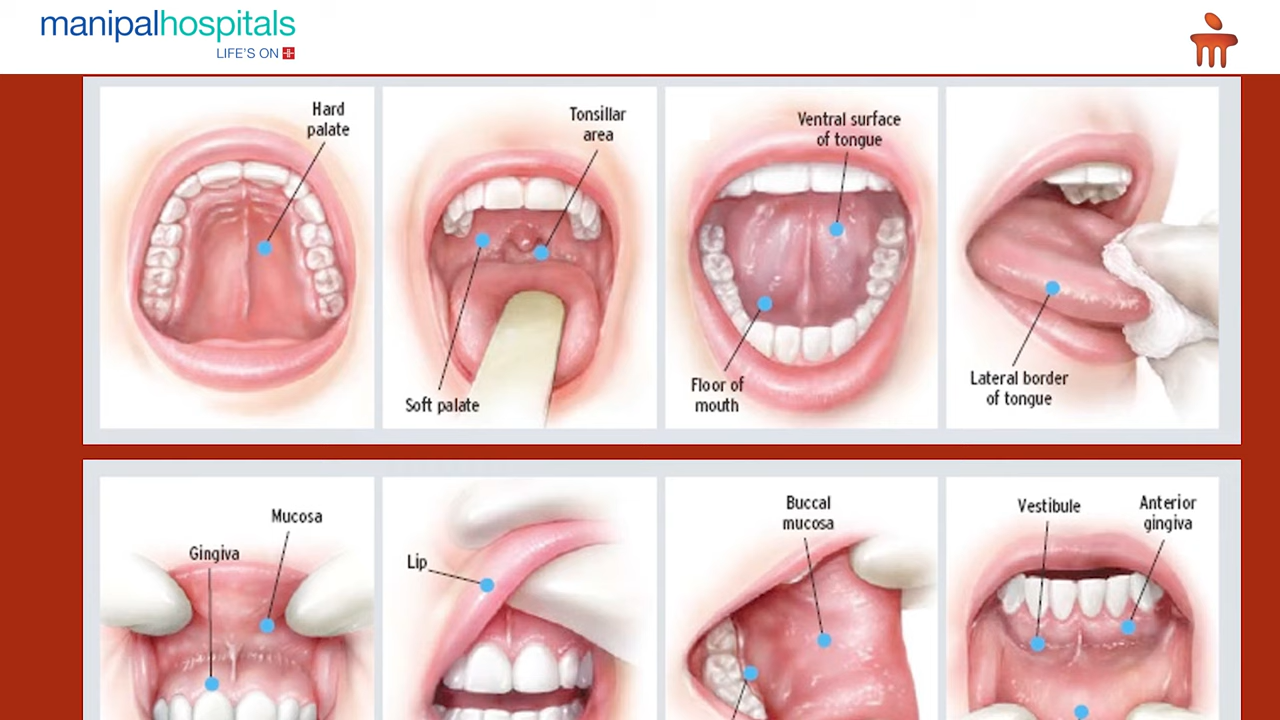 manipalhospitals
LIFE'S ON
Hard
palate
Tonsillar
area
Soft palate
Ventral surface
of tongue
Floor of
mouth
Lateral border
of tongue
Mucosa
Gingiva
Lip
Buccal
mucosa
Vestibule
Anterior
gingiva